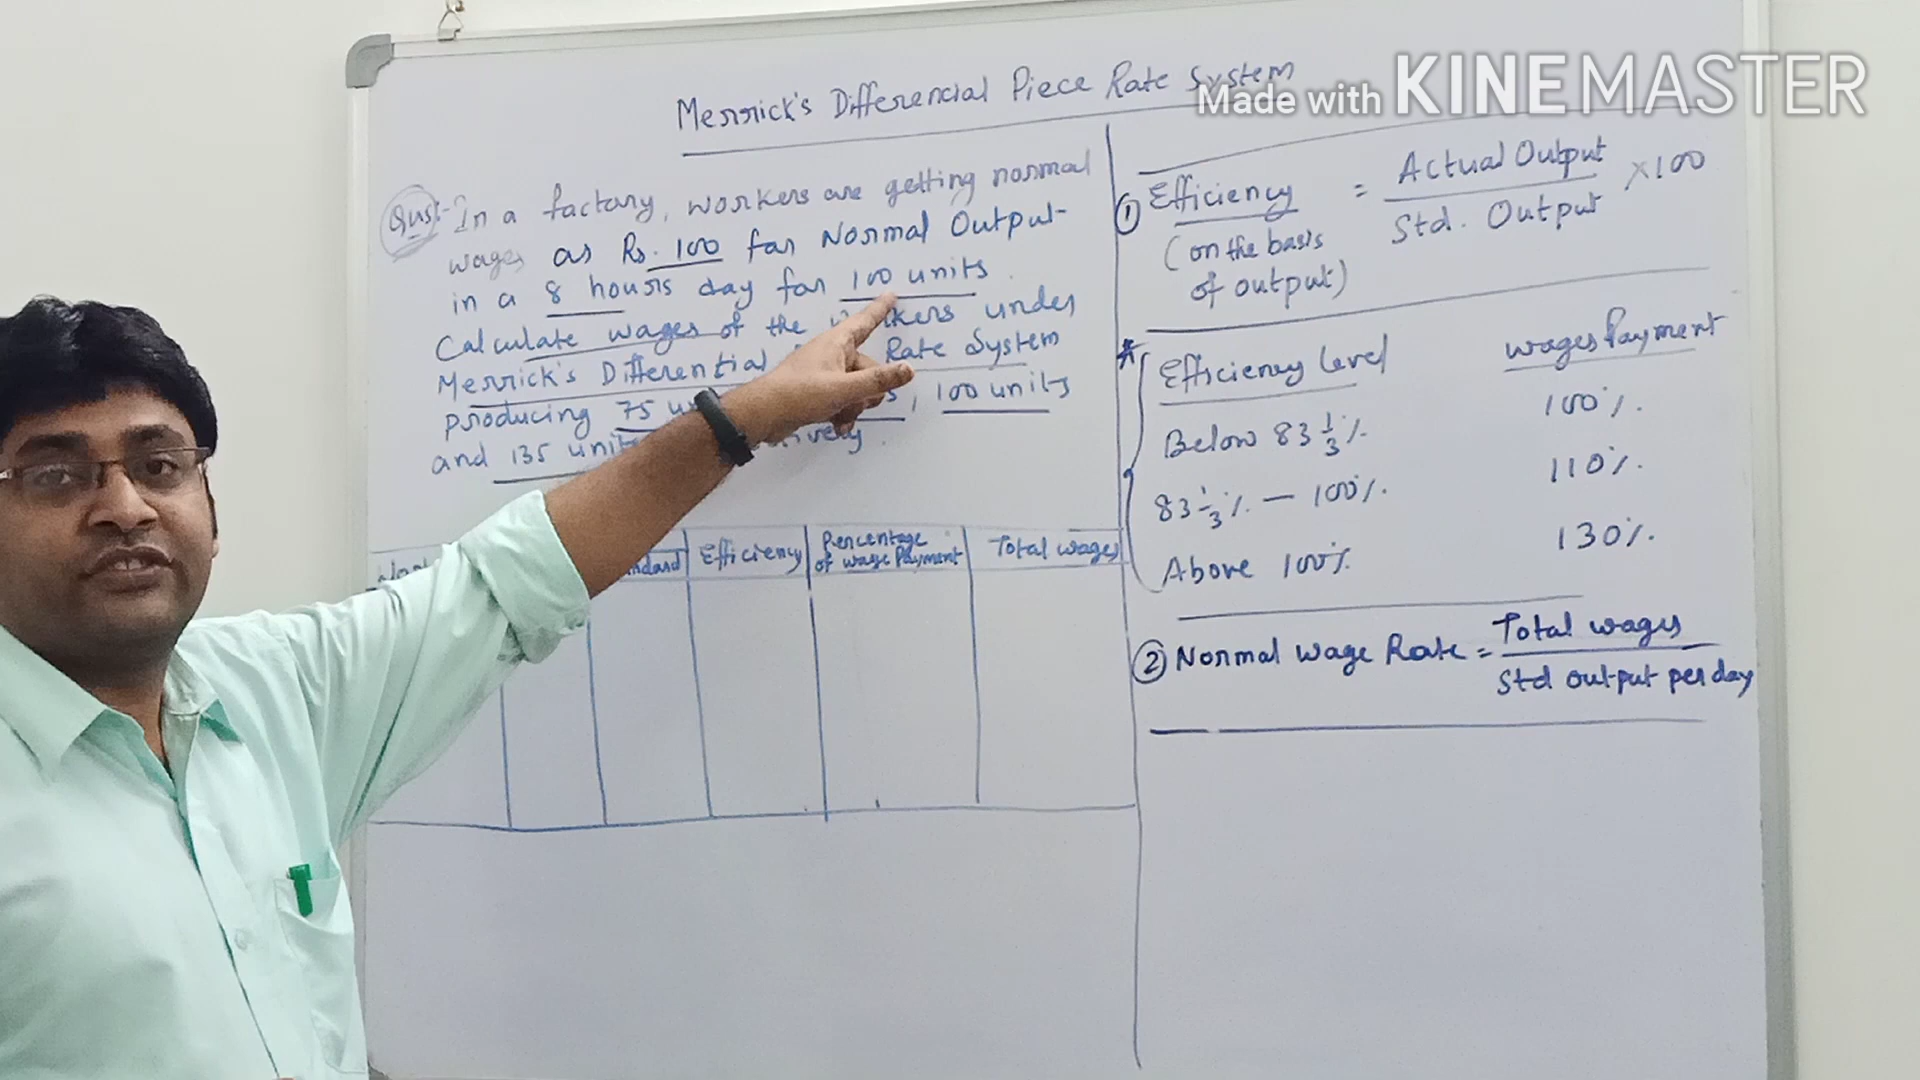 Made with KINEMASTER
Merrick's Differencial Piece Rate System
Qus:- In a factory, workers are getting normal
wages as Rs. 100 for Normal Output
in a 8 hours day for 100 units.
Calculate wages of the under
Merrick's Differential Rate System
producing 75 , 100 units
and 135
Efficiency
Percentage
of wage Payment
Total wages
① Efficiency = Actual Output / Std. Output × 100
(on the basis
of output)
* Efficiency Level wages Payment
Below 83 1/3 % 100%.
83 1/3 % — 100%. 110%.
Above 100% 130%.
② Normal Wage Rate = Total wages / Std output per day